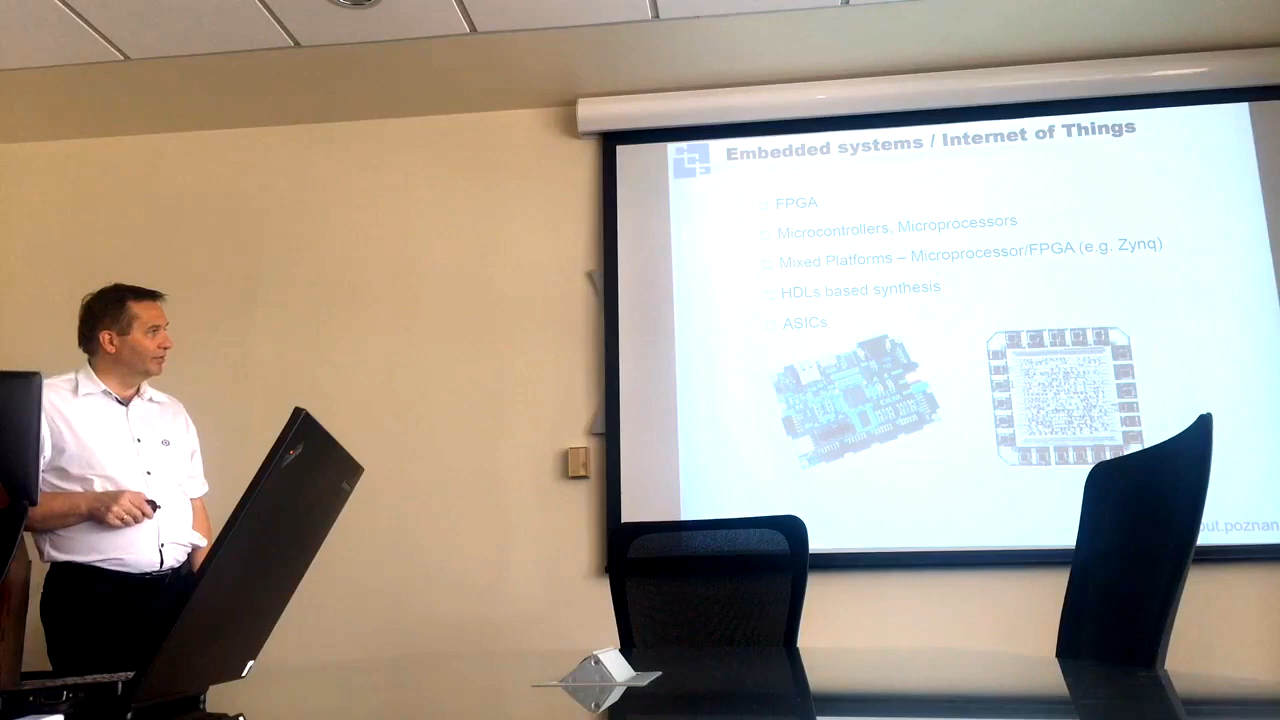 Embedded systems / Internet of Things
FPGA
Microcontrollers, Microprocessors
Mixed Platforms – Microprocessor/FPGA (e.g. Zynq)
HDLs based synthesis
ASICs
put.poznan